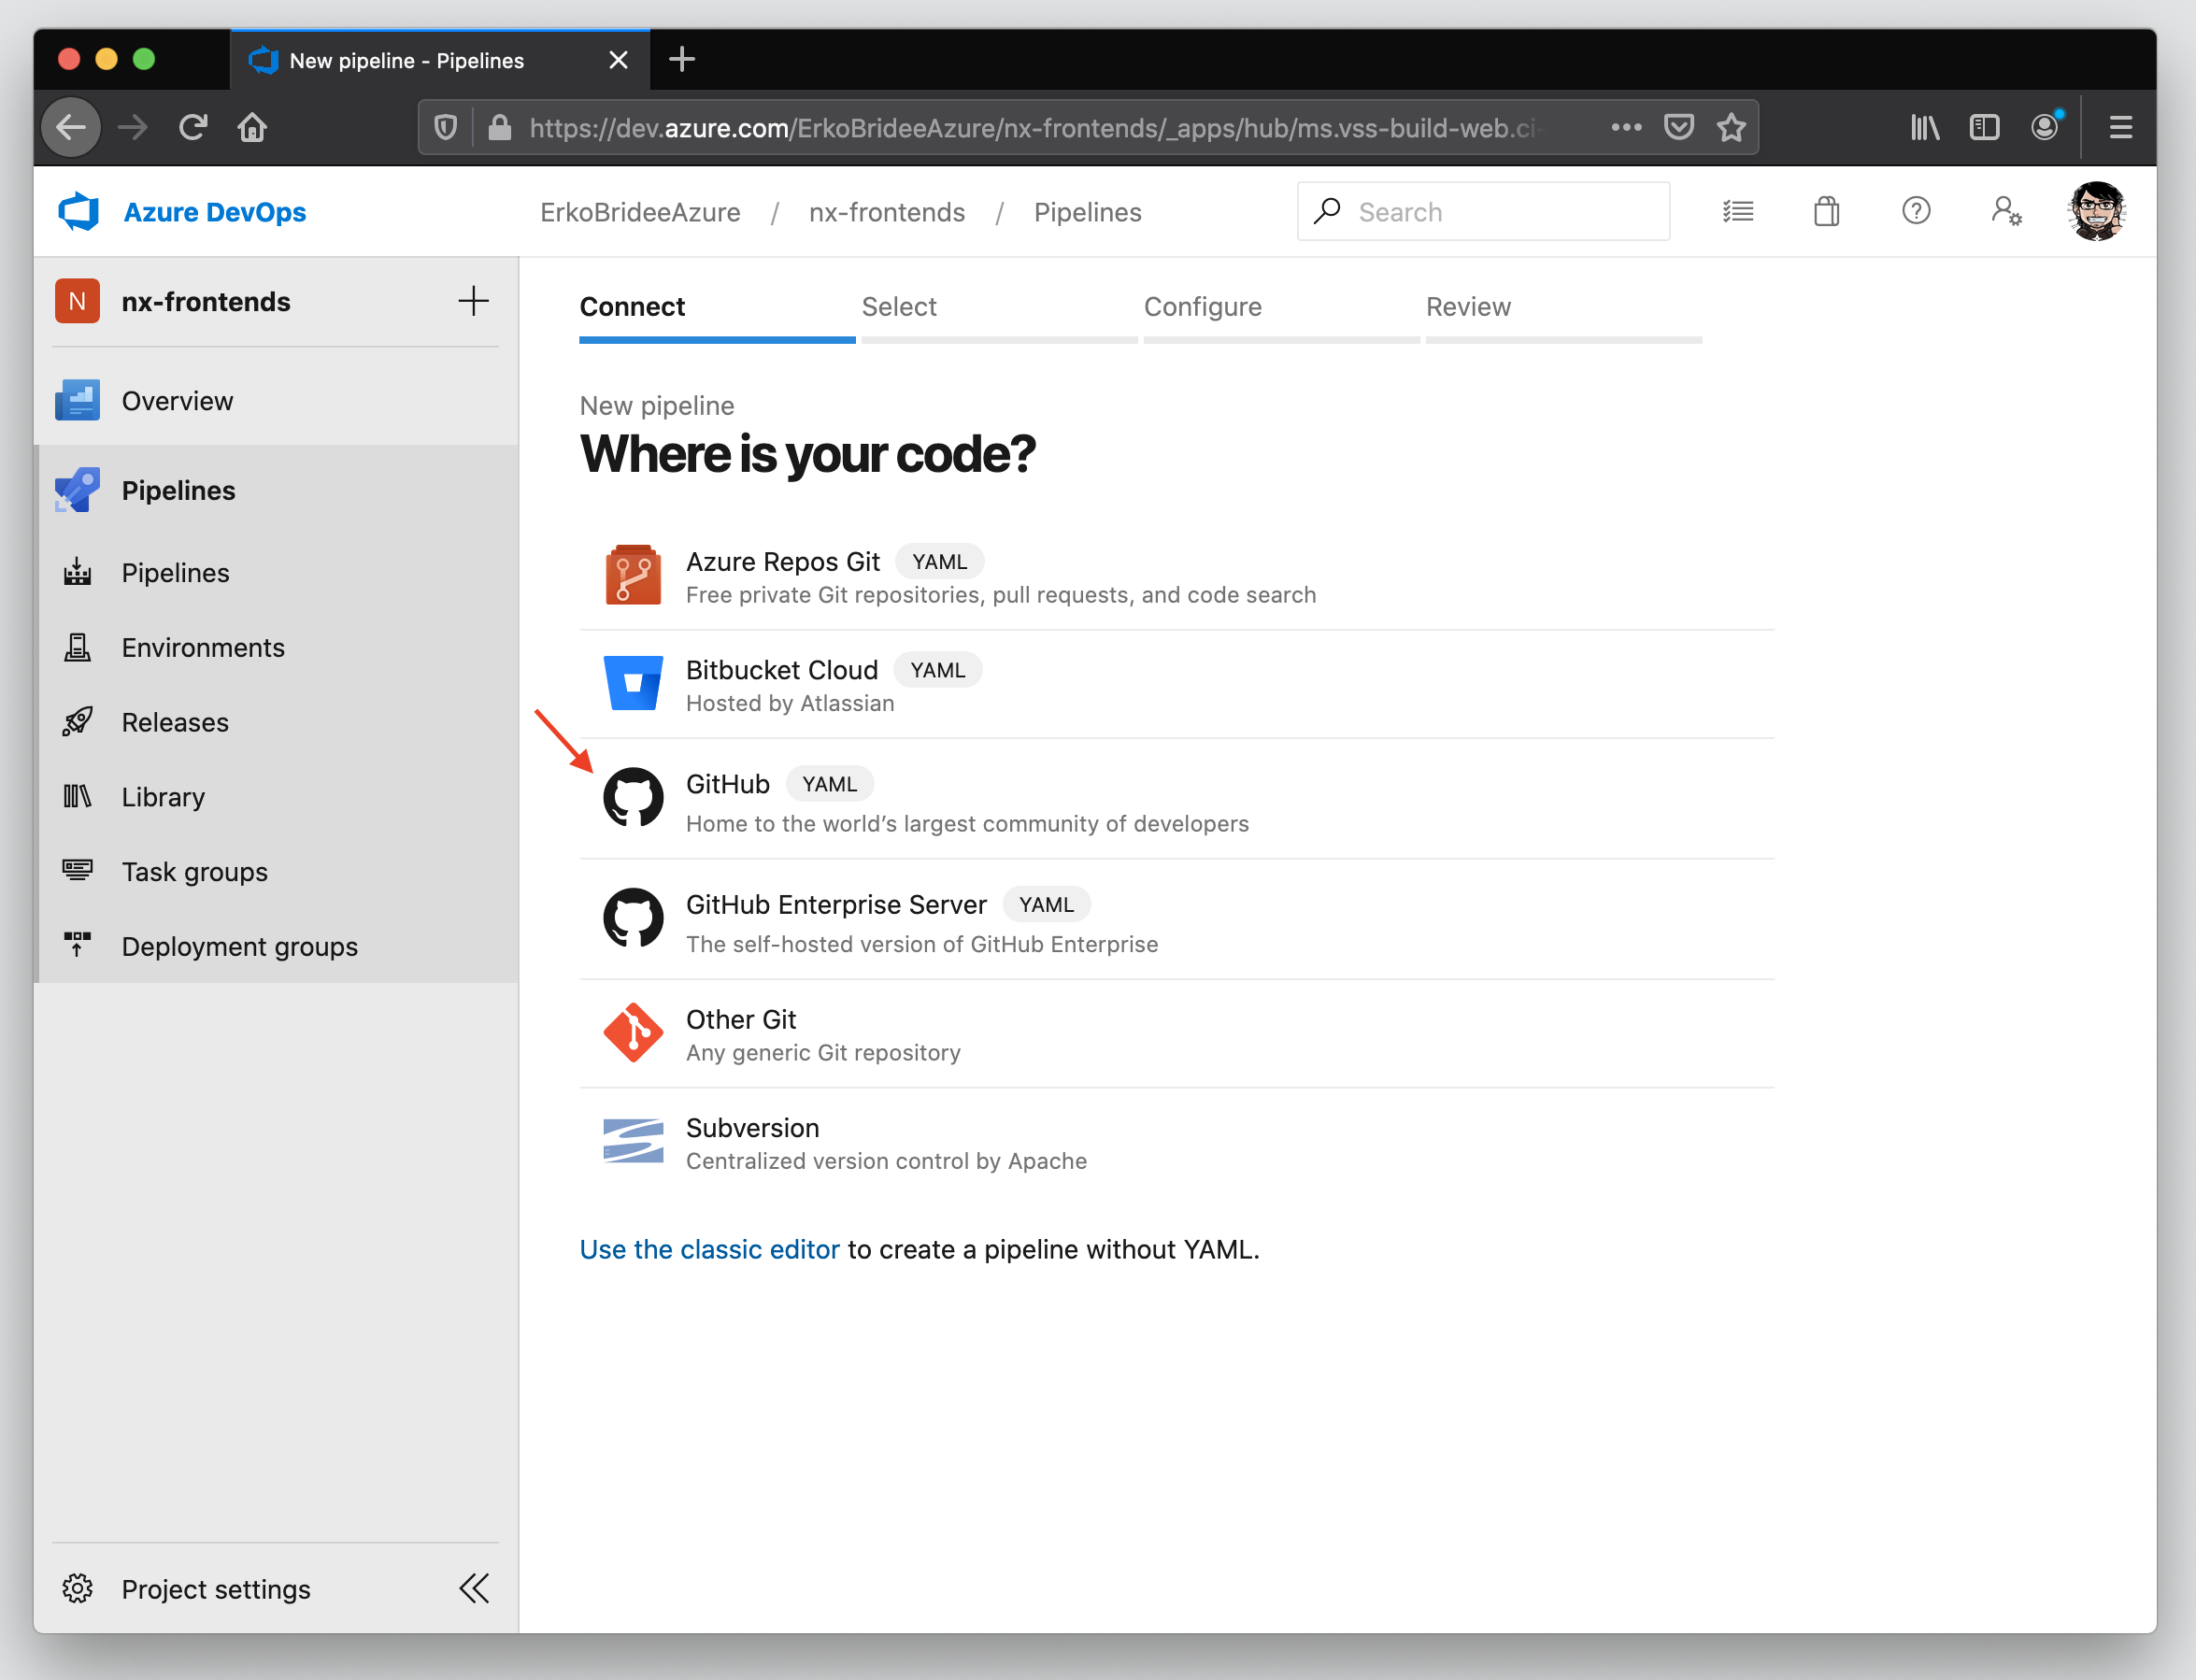 New pipeline - Pipelines
https://dev.azure.com/ErkoBrideeAzure/nx-frontends/_apps/hub/ms.vss-build-web.ci-
Azure DevOps
ErkoBrideeAzure / nx-frontends / Pipelines
Search
N nx-frontends
Overview
Pipelines
Pipelines
Environments
Releases
Library
Task groups
Deployment groups
Project settings
Connect Select Configure Review
New pipeline
Where is your code?
Azure Repos Git YAML
Free private Git repositories, pull requests, and code search
Bitbucket Cloud YAML
Hosted by Atlassian
GitHub YAML
Home to the world’s largest community of developers
GitHub Enterprise Server YAML
The self-hosted version of GitHub Enterprise
Other Git
Any generic Git repository
Subversion
Centralized version control by Apache
Use the classic editor to create a pipeline without YAML.